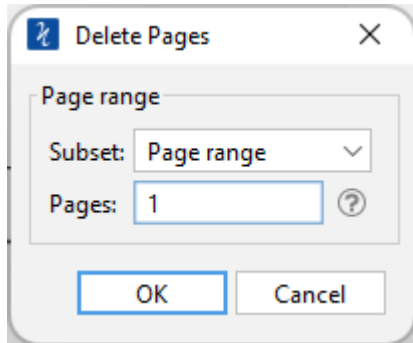 Delete Pages
Page range
Subset: Page range
Pages: 1 ?
OK Cancel